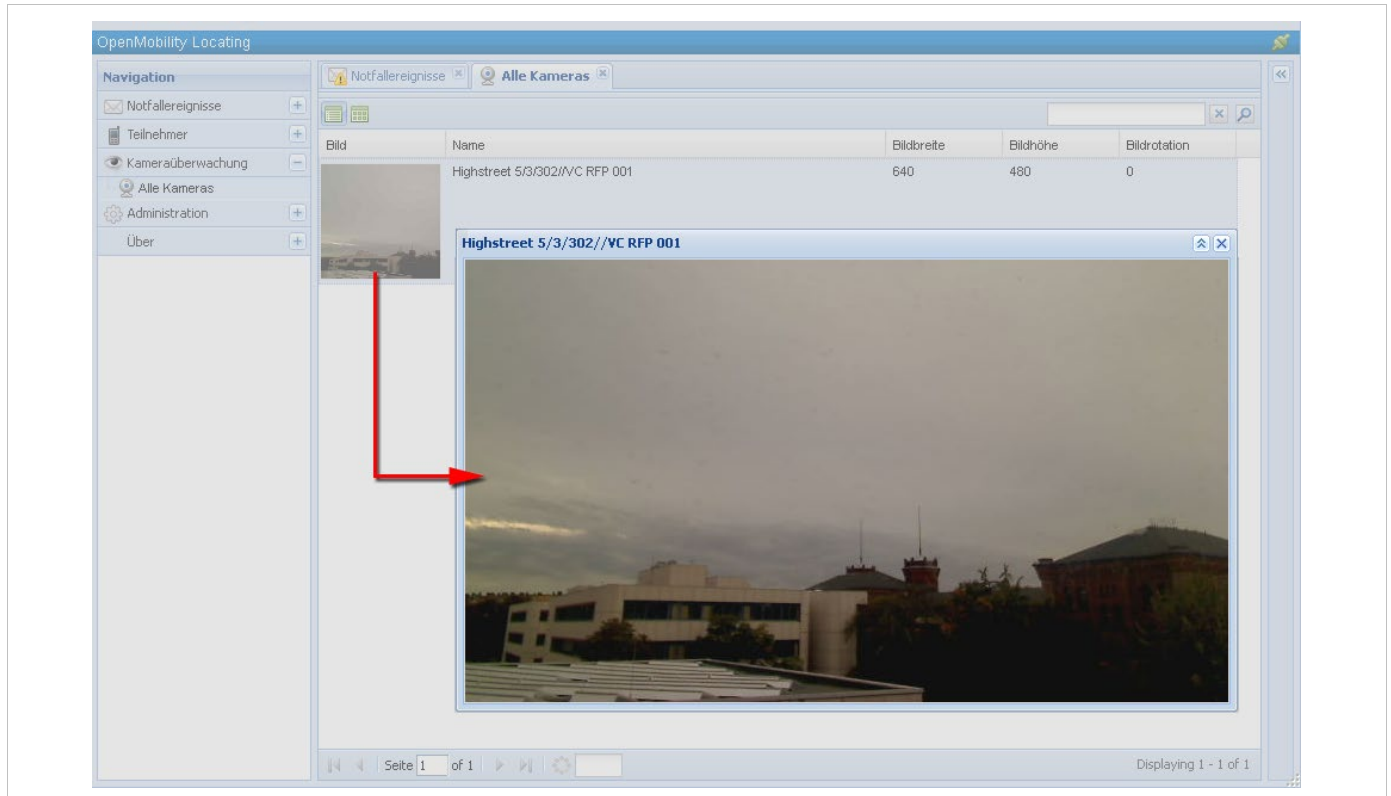 OpenMobility Locating
Navigation
Notfallereignisse
Teilnehmer
Kameraüberwachung
Alle Kameras
Administration
Über
Notfallereignisse Alle Kameras
Bild Name Bildbreite Bildhöhe Bildrotation
Highstreet 5/3/302//VC RFP 001 640 480 0
Highstreet 5/3/302//VC RFP 001
Seite 1 of 1 Displaying 1 - 1 of 1